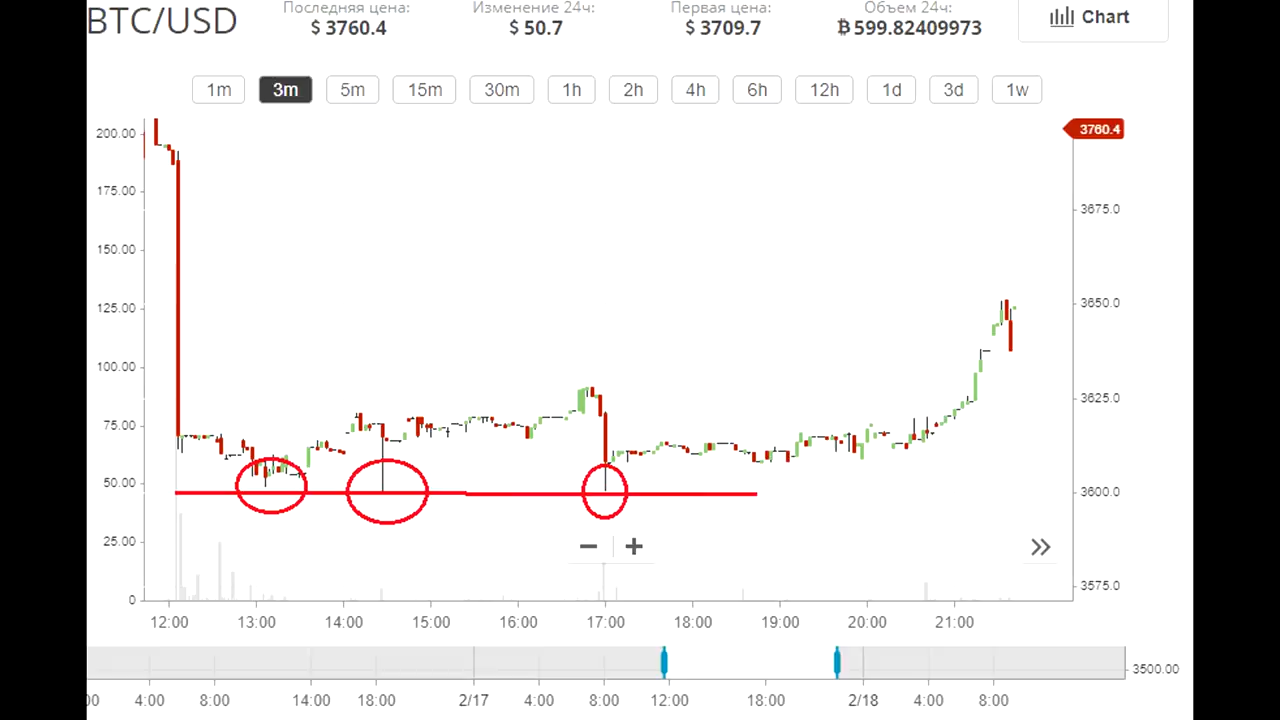 BTC/USD
Последняя цена:
$ 3760.4
Изменение 24ч:
$ 50.7
Первая цена:
$ 3709.7
Объем 24ч:
฿ 599.82409973
Chart
1m 3m 5m 15m 30m 1h 2h 4h 6h 12h 1d 3d 1w
3760.4
200.00
175.00
150.00
125.00
100.00
75.00
50.00
25.00
0
3675.0
3650.0
3625.0
3600.0
3575.0
12:00 13:00 14:00 15:00 16:00 17:00 18:00 19:00 20:00 21:00
3500.00
00 4:00 8:00 14:00 18:00 2/17 4:00 8:00 12:00 18:00 2/18 4:00 8:00